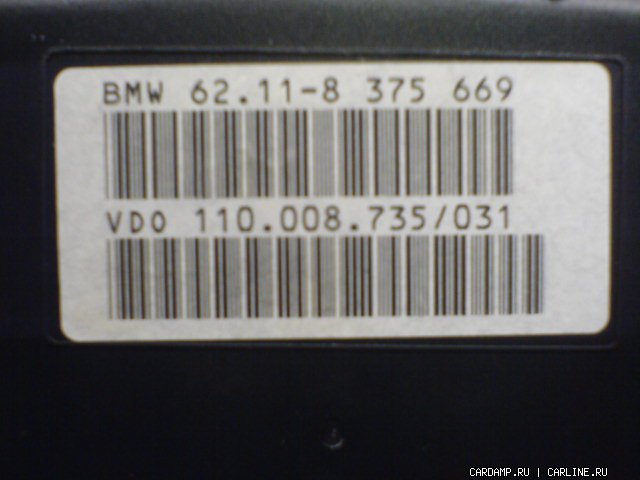 BMW 62.11-8 375 669
VDO 110.008.735/031
CARDAMP.RU | CARLINE.RU